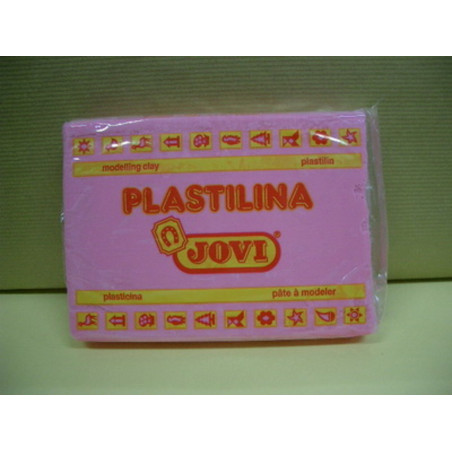 modelling clay plastilin
PLASTILINA
JOVI®
plasticina pâte à modeler